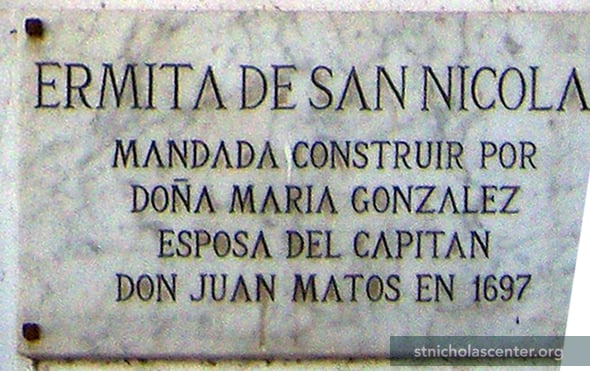 ERMITA DE SAN NICOLA
MANDADA CONSTRUIR POR
DOÑA MARIA GONZALEZ
ESPOSA DEL CAPITAN
DON JUAN MATOS EN 1697
stnicholascenter.org